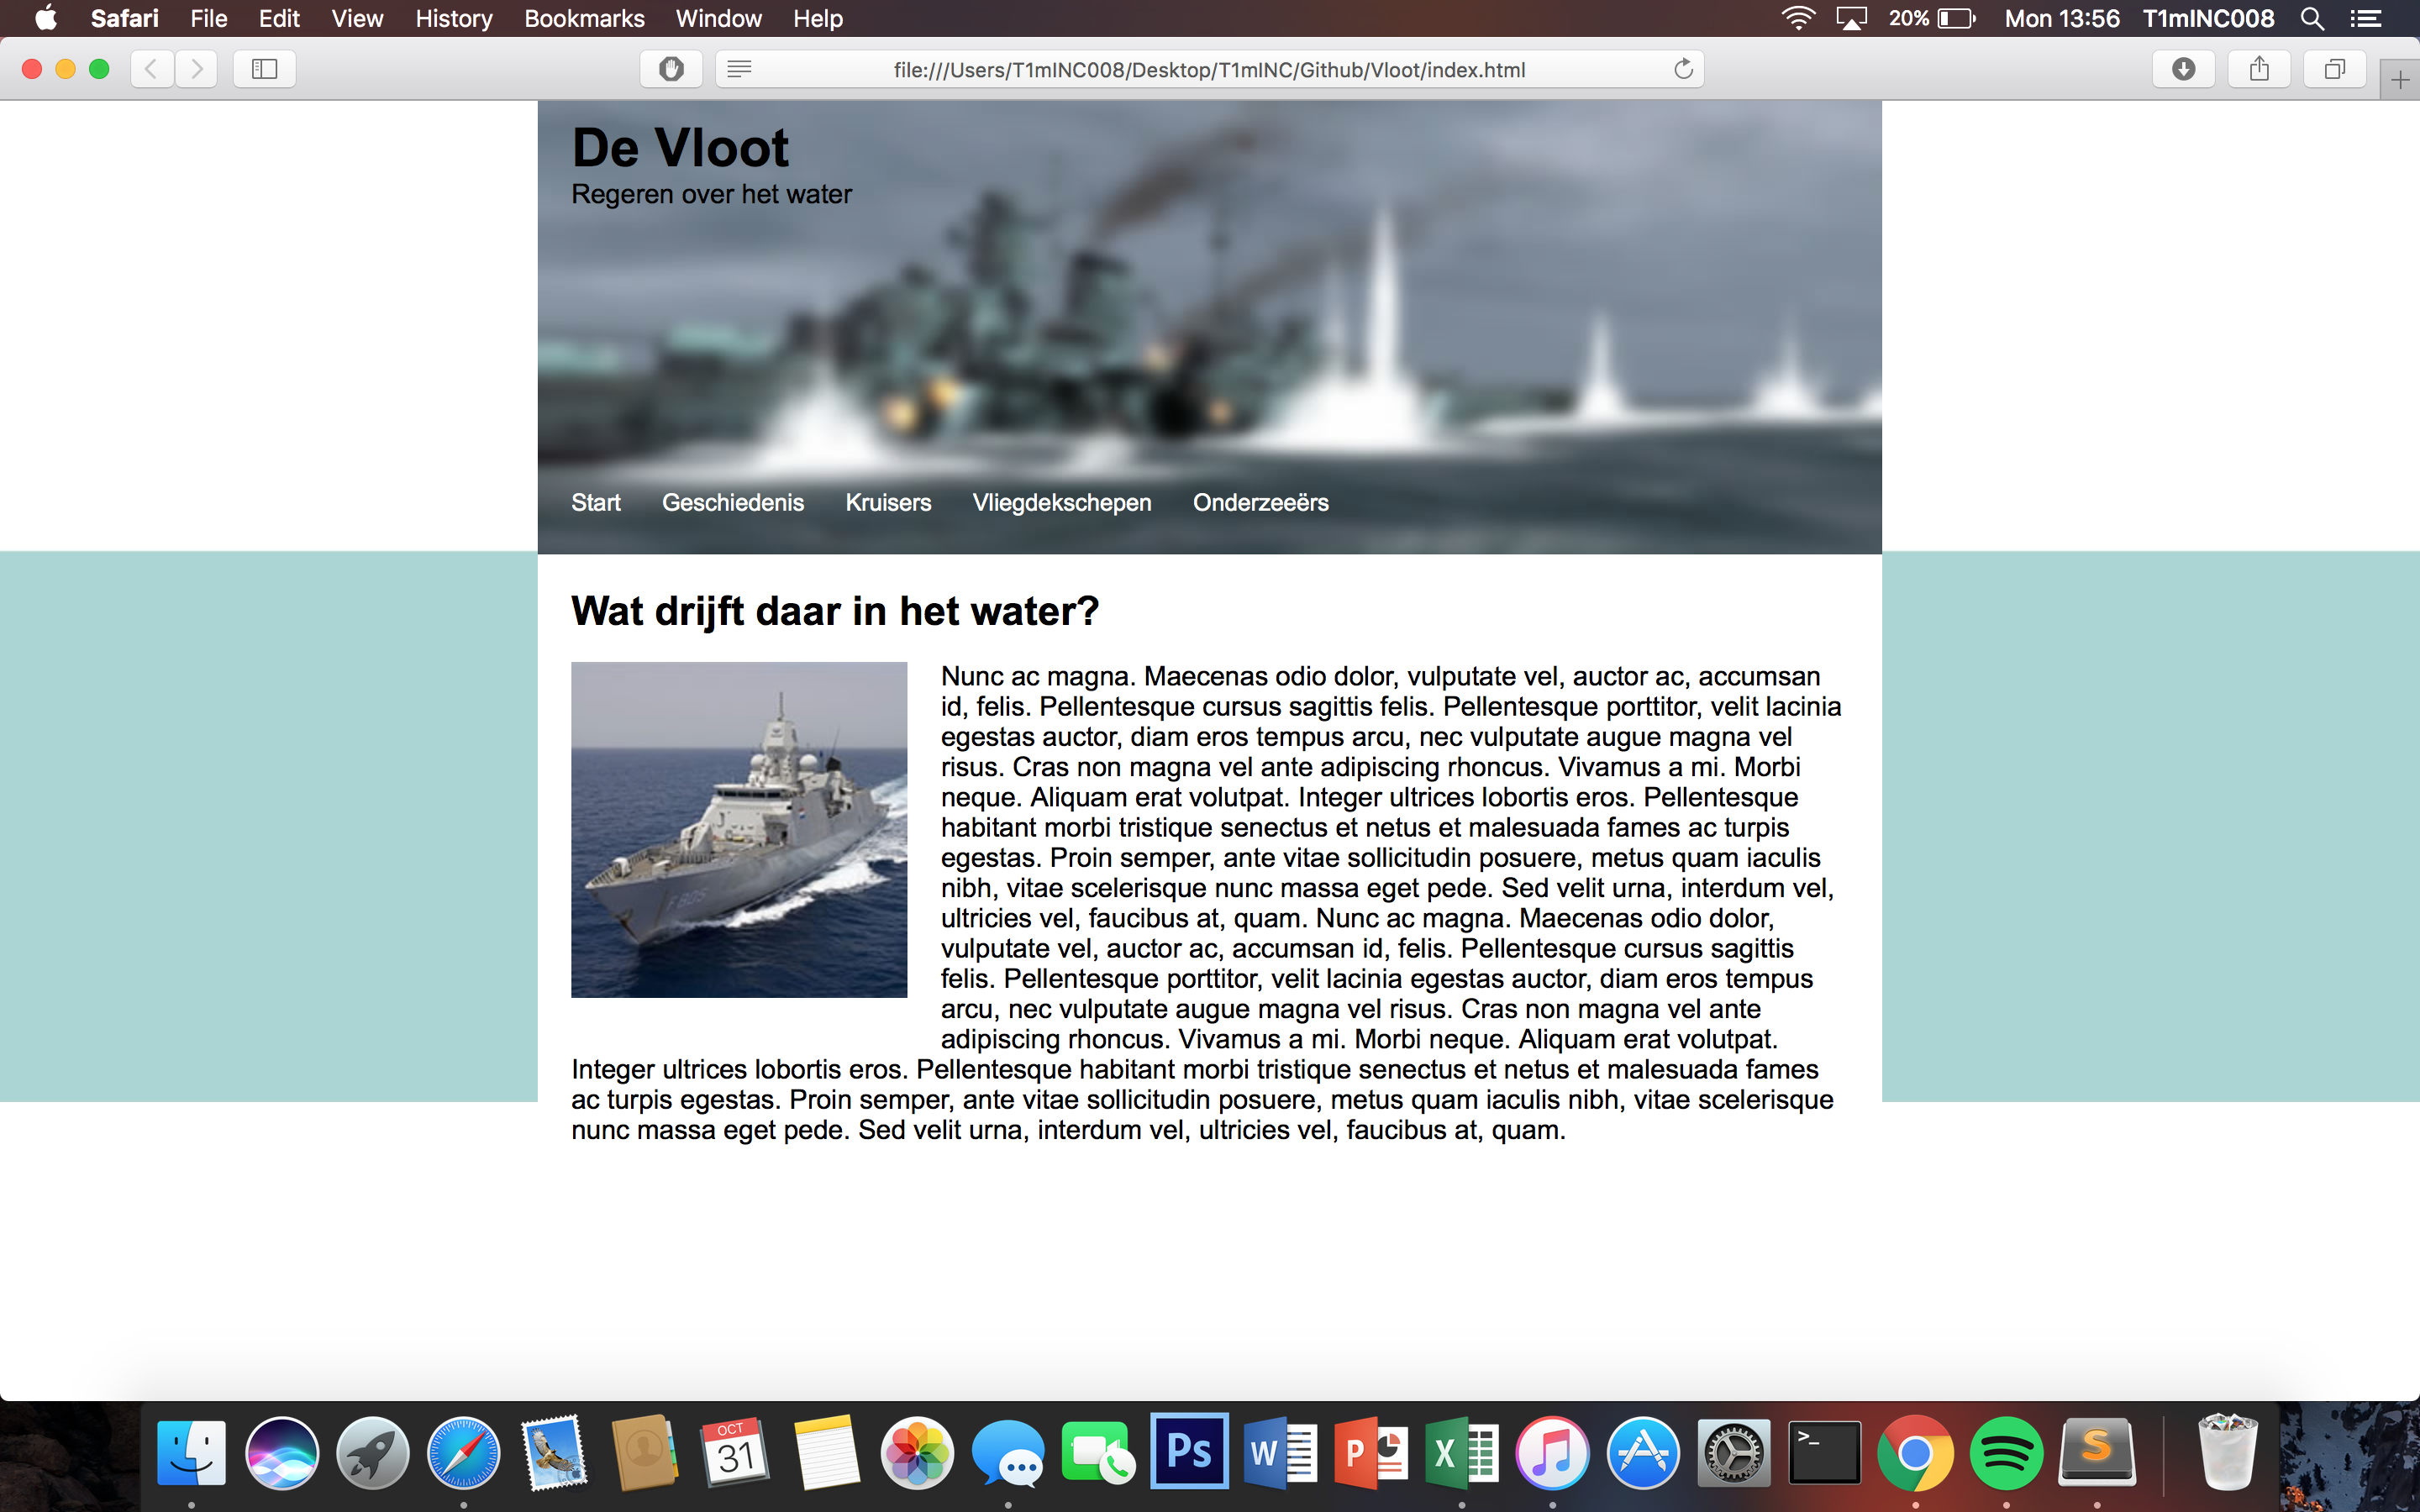 Safari File Edit View History Bookmarks Window Help 20% Mon 13:56 T1mINC008
file:///Users/T1mINC008/Desktop/T1mINC/Github/Vloot/index.html
De Vloot
Regeren over het water
Start Geschiedenis Kruisers Vliegdekschepen Onderzeeërs
Wat drijft daar in het water?
Nunc ac magna. Maecenas odio dolor, vulputate vel, auctor ac, accumsan
id, felis. Pellentesque cursus sagittis felis. Pellentesque porttitor, velit lacinia
egestas auctor, diam eros tempus arcu, nec vulputate augue magna vel
risus. Cras non magna vel ante adipiscing rhoncus. Vivamus a mi. Morbi
neque. Aliquam erat volutpat. Integer ultrices lobortis eros. Pellentesque
habitant morbi tristique senectus et netus et malesuada fames ac turpis
egestas. Proin semper, ante vitae sollicitudin posuere, metus quam iaculis
nibh, vitae scelerisque nunc massa eget pede. Sed velit urna, interdum vel,
ultricies vel, faucibus at, quam. Nunc ac magna. Maecenas odio dolor,
vulputate vel, auctor ac, accumsan id, felis. Pellentesque cursus sagittis
felis. Pellentesque porttitor, velit lacinia egestas auctor, diam eros tempus
arcu, nec vulputate augue magna vel risus. Cras non magna vel ante
adipiscing rhoncus. Vivamus a mi. Morbi neque. Aliquam erat volutpat.
Integer ultrices lobortis eros. Pellentesque habitant morbi tristique senectus et netus et malesuada fames
ac turpis egestas. Proin semper, ante vitae sollicitudin posuere, metus quam iaculis nibh, vitae scelerisque
nunc massa eget pede. Sed velit urna, interdum vel, ultricies vel, faucibus at, quam.
OCT
31
Ps
W
P
X
>_
S